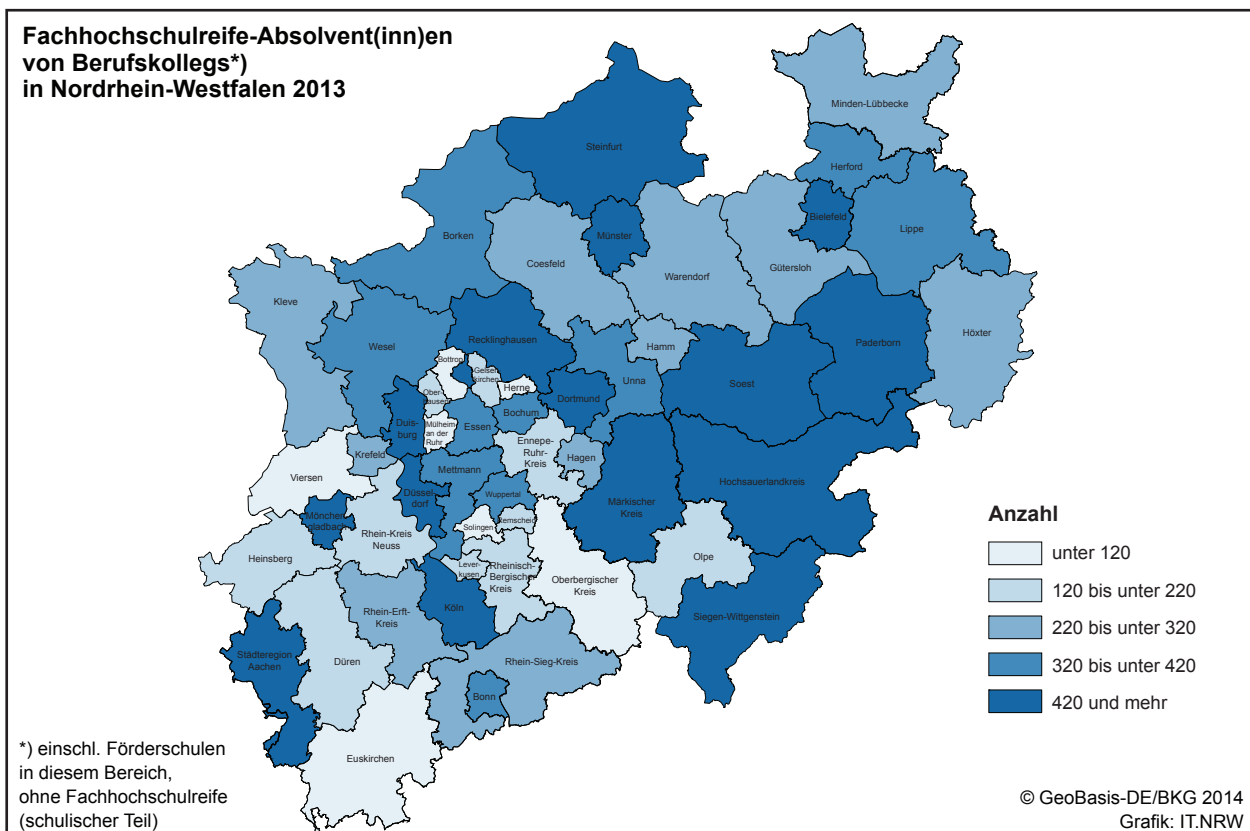 Fachhochschulreife-Absolvent(inn)en
von Berufskollegs*)
in Nordrhein-Westfalen 2013
Minden-Lübbecke
Steinfurt
Herford
Bielefeld
Lippe
Borken
Münster
Coesfeld
Warendorf
Gütersloh
Kleve
Höxter
Wesel
Recklinghausen
Hamm
Paderborn
Bottrop
Gelsen-
kirchen
Herne
Unna
Soest
Ober-
hausen
Dortmund
Bochum
Duis-
burg
Mülheim
an der
Ruhr
Essen
Ennepe-
Ruhr-
Kreis
Hagen
Krefeld
Mettmann
Viersen
Hochsauerlandkreis
Düssel-
dorf
Wuppertal
Märkischer
Kreis
Mönchen-
gladbach
Remscheid
Solingen
Rhein-Kreis
Neuss
Heinsberg
Olpe
Lever-
kusen
Rheinisch-
Bergischer
Kreis
Oberbergischer
Kreis
Rhein-Erft-
Kreis
Köln
Siegen-Wittgenstein
Städteregion
Aachen
Düren
Rhein-Sieg-Kreis
Bonn
Euskirchen
Anzahl
unter 120
120 bis unter 220
220 bis unter 320
320 bis unter 420
420 und mehr
*) einschl. Förderschulen
in diesem Bereich,
ohne Fachhochschulreife
(schulischer Teil)
© GeoBasis-DE/BKG 2014
Grafik: IT.NRW